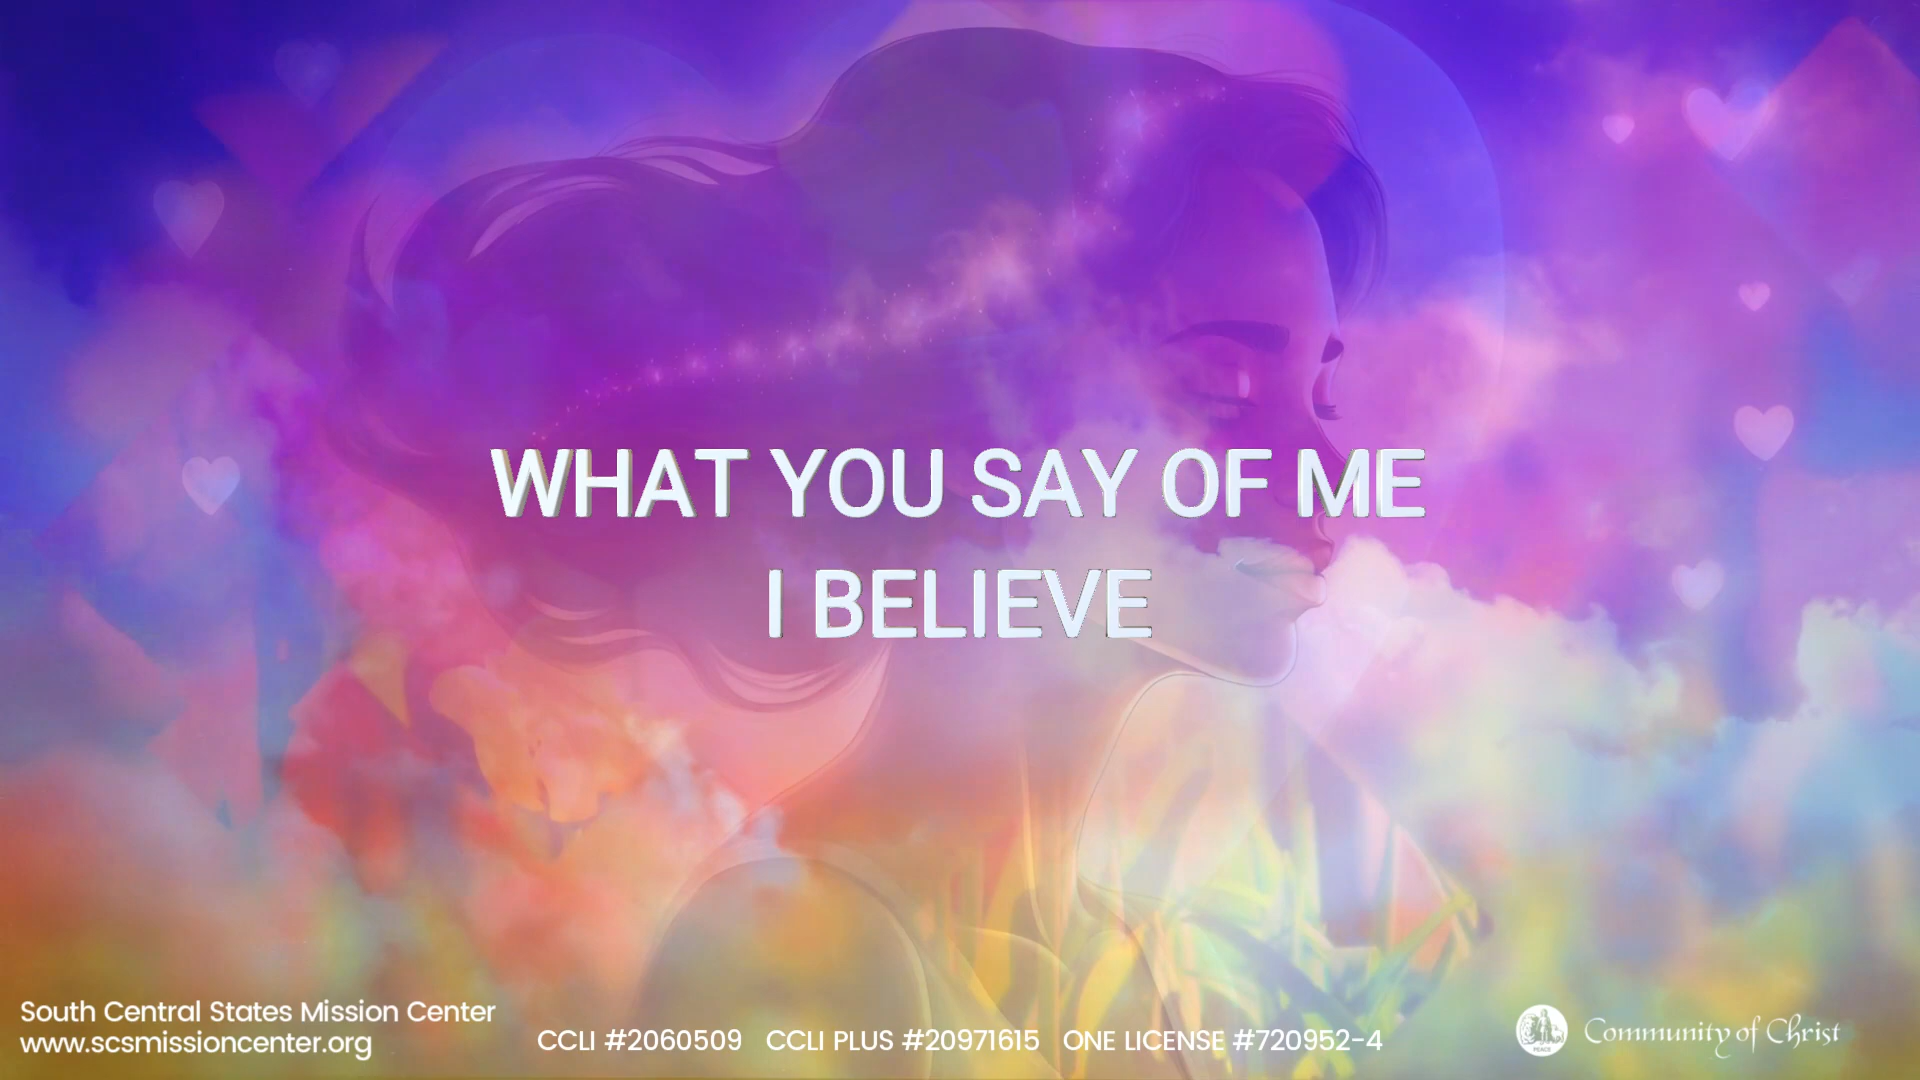 WHAT YOU SAY OF ME
I BELIEVE
South Central States Mission Center
www.scsmissioncenter.org
CCLI #2060509 CCLI PLUS #20971615 ONE LICENSE #720952-4
PEACE
Community of Christ